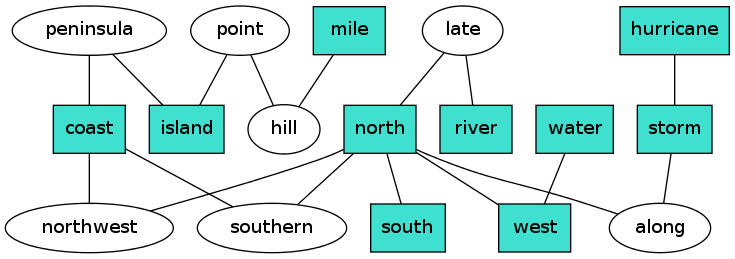 peninsula
point
mile
late
hurricane
coast
island
hill
north
river
water
storm
northwest
southern
south
west
along